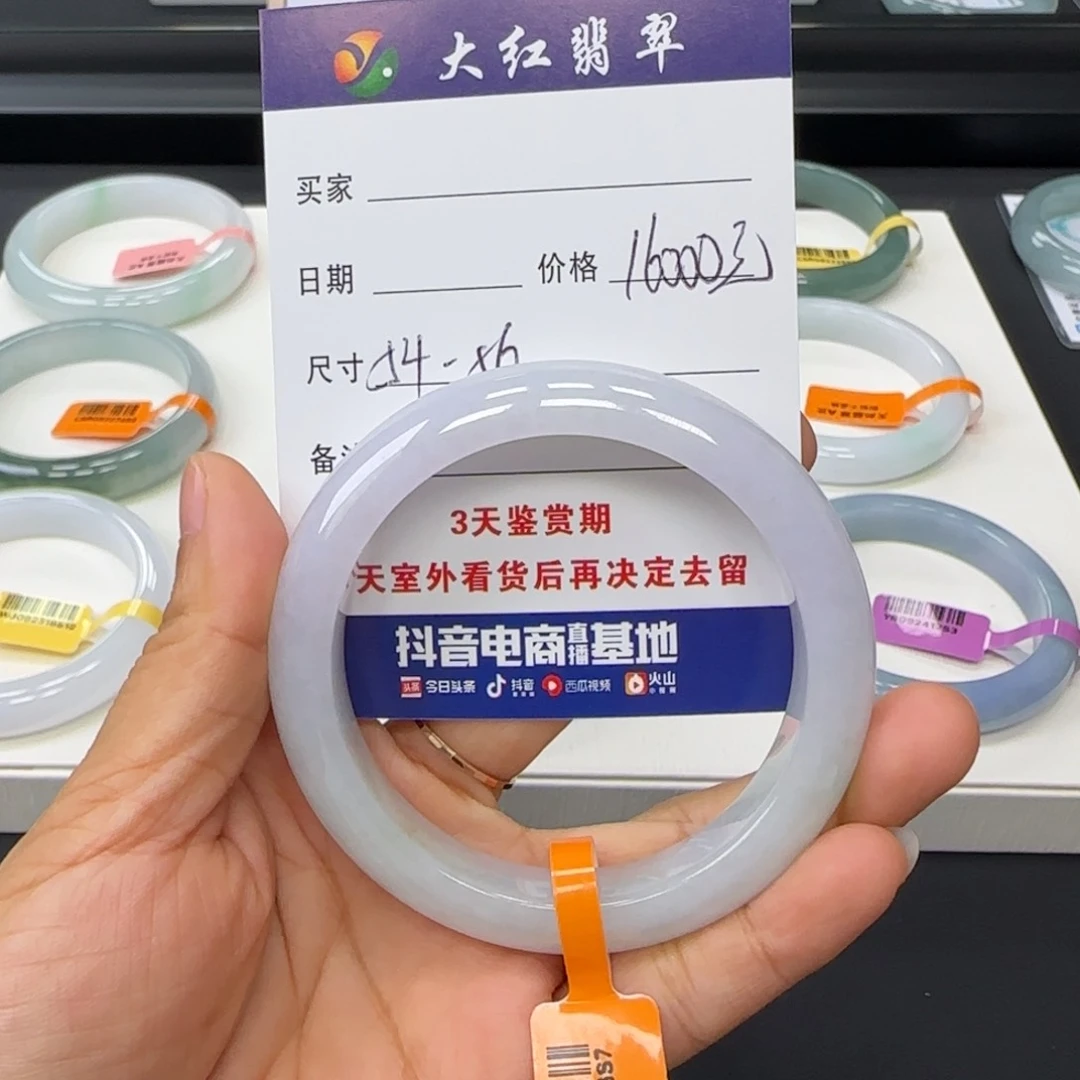 大红翡翠
买家
日期 价格 16000元
尺寸 54-56
备
3天鉴赏期
天室外看货后再决定去留
抖音电商直播基地
今日头条 抖音 西瓜视频 火山
YS09241753